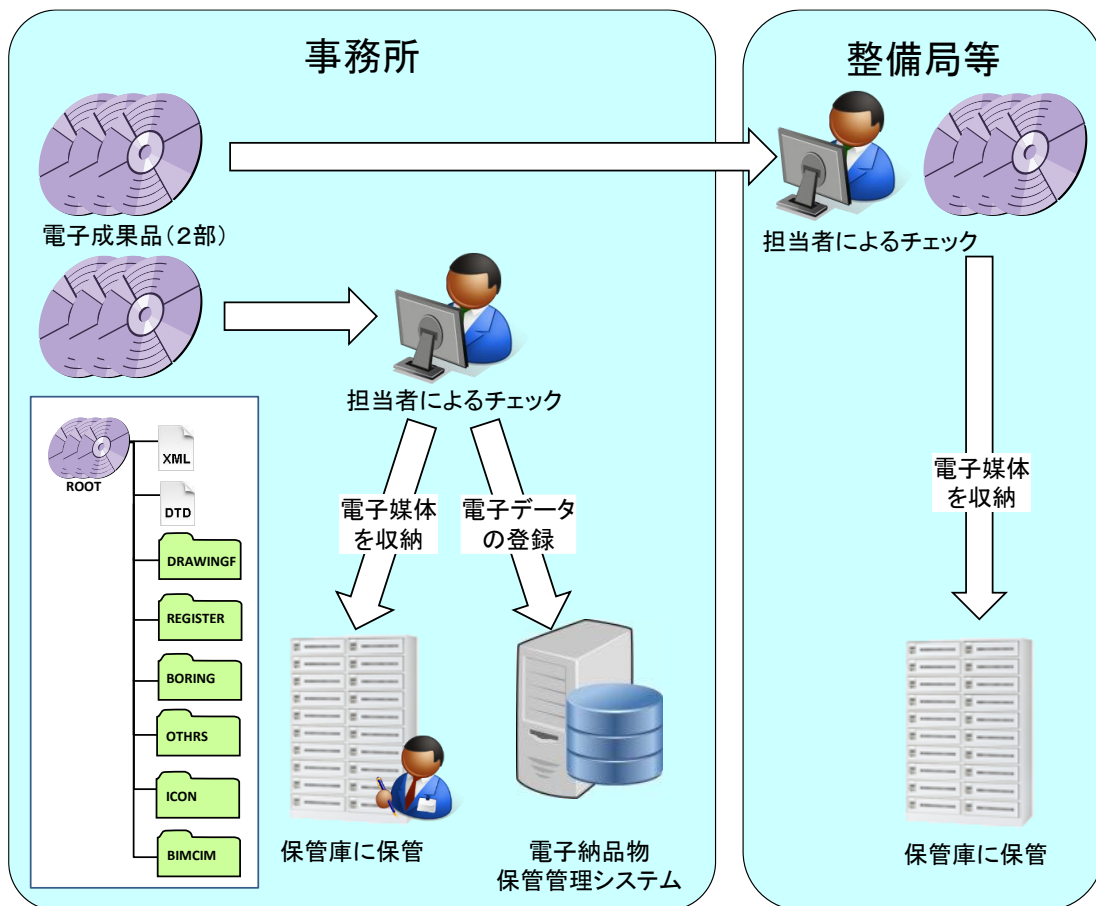 事務所
整備局等
電子成果品（２部）
担当者によるチェック
担当者によるチェック
ROOT
XML
DTD
DRAWINGF
REGISTER
BORING
OTHRS
ICON
BIMCIM
電子媒体
を収納
電子データ
の登録
電子媒体
を収納
保管庫に保管
電子納品物
保管管理システム
保管庫に保管